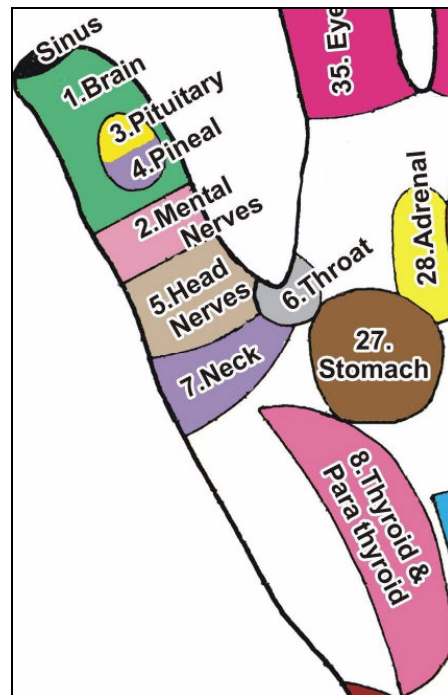 Sinus
1.Brain
3.Pituitary
4.Pineal
2.Mental
Nerves
5.Head
Nerves
6.Throat
7.Neck
35. Eye
28.Adrenal
27.
Stomach
8.Thyroid &
Para thyroid